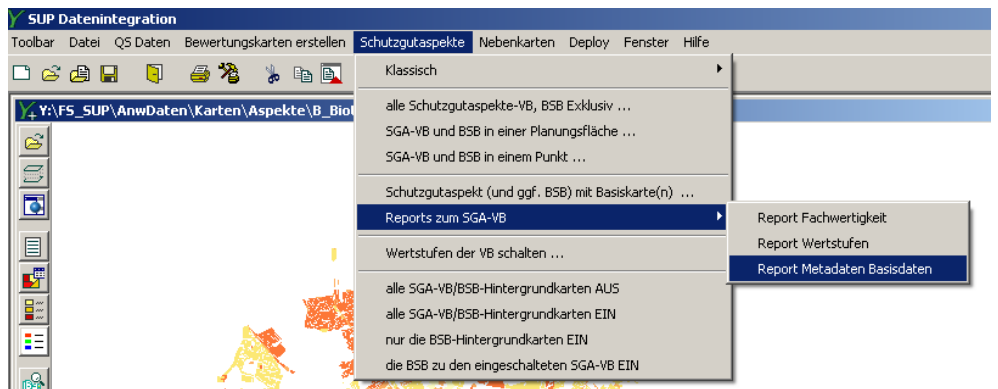 SUP Datenintegration
Toolbar Datei QS Daten Bewertungskarten erstellen Schutzgutaspekte Nebenkarten Deploy Fenster Hilfe
Klassisch
Y:\FS_SUP\AnwDaten\Karten\Aspekte\B_Biot
alle Schutzgutaspekte-VB, BSB Exklusiv ...
SGA-VB und BSB in einer Planungsfläche ...
SGA-VB und BSB in einem Punkt ...
Schutzgutaspekt (und ggf. BSB) mit Basiskarte(n) ...
Reports zum SGA-VB
Report Fachwertigkeit
Report Wertstufen
Report Metadaten Basisdaten
Wertstufen der VB schalten ...
alle SGA-VB/BSB-Hintergrundkarten AUS
alle SGA-VB/BSB-Hintergrundkarten EIN
nur die BSB-Hintergrundkarten EIN
die BSB zu den eingeschalteten SGA-VB EIN